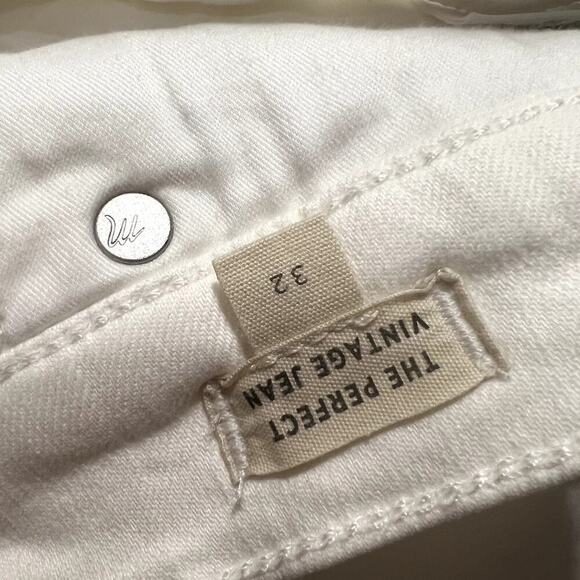 32
THE PERFECT
VINTAGE JEAN